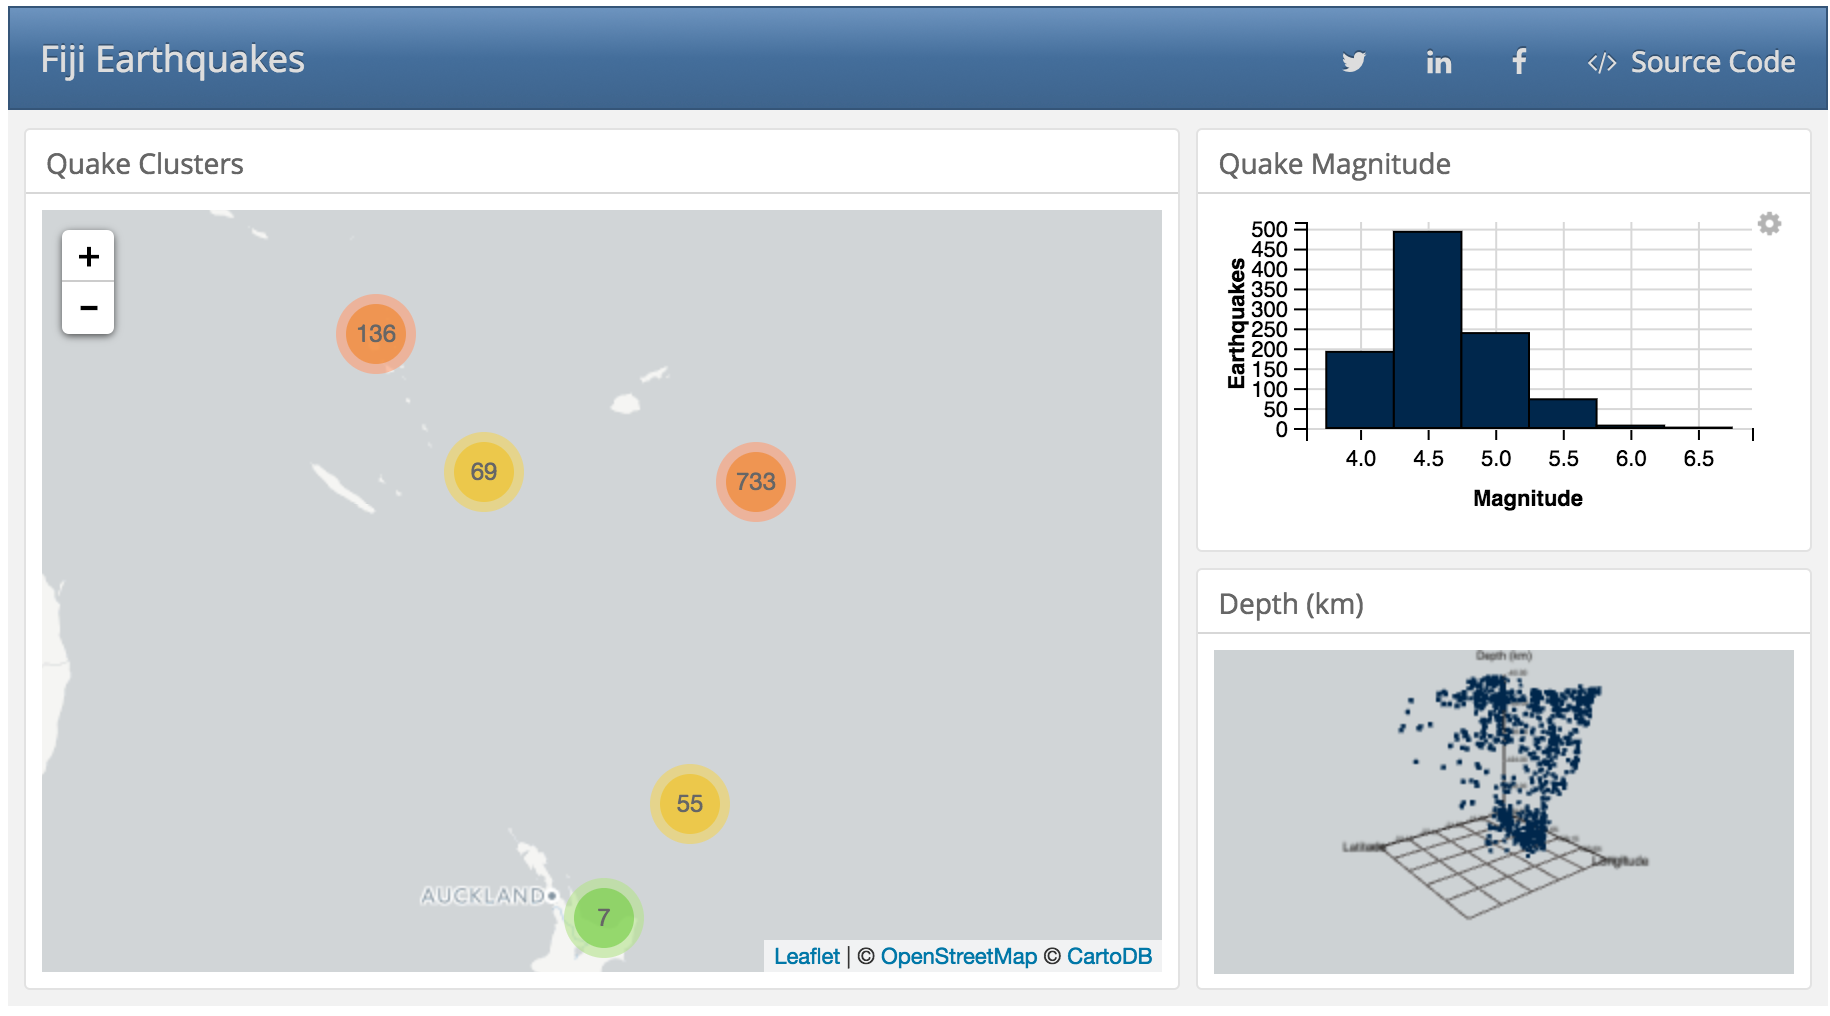 Fiji Earthquakes
Source Code
Quake Clusters
+
−
136
69
733
55
AUCKLAND
7
Leaflet | © OpenStreetMap © CartoDB
Quake Magnitude
Earthquakes
500
450
400
350
300
250
200
150
100
50
0
4.0 4.5 5.0 5.5 6.0 6.5
Magnitude
Depth (km)
Depth (km)
Latitude
Longitude